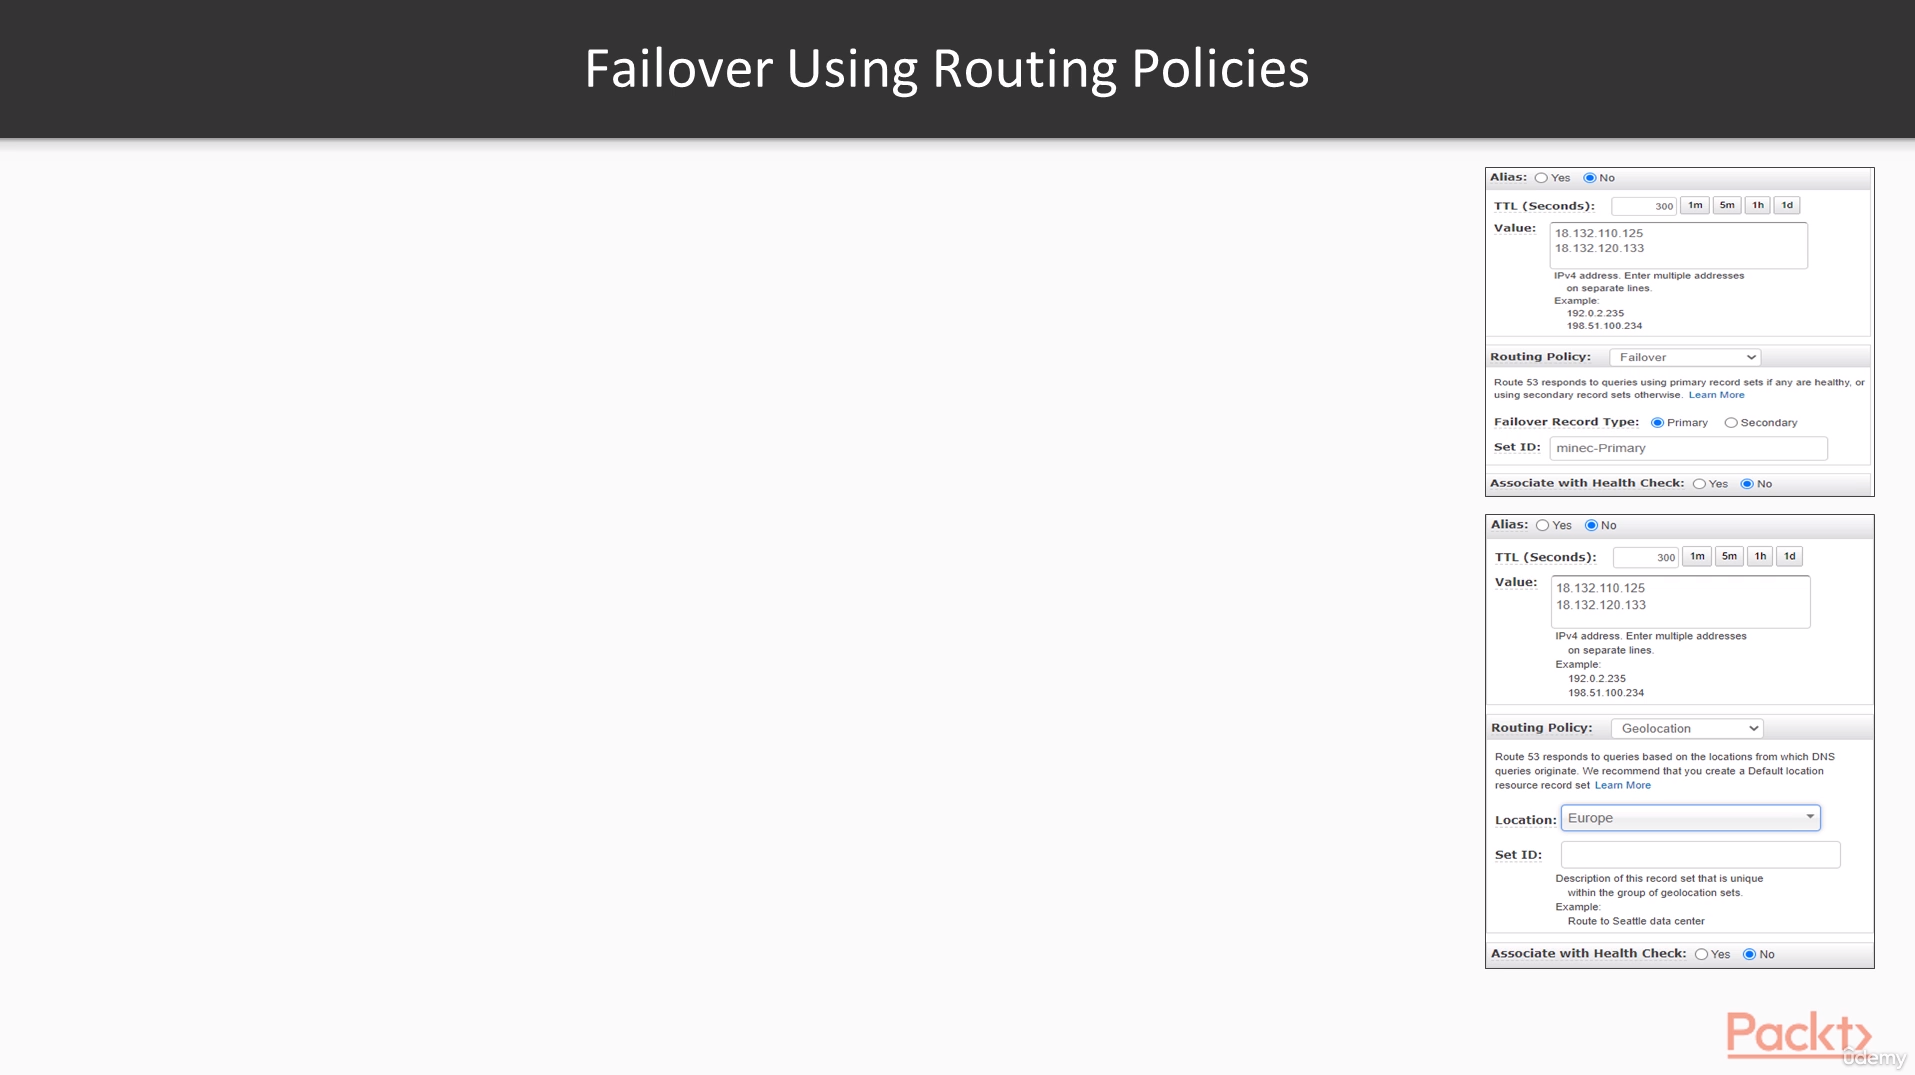 Failover Using Routing Policies
Alias: Yes No
TTL (Seconds): 300 1m 5m 1h 1d
Value: 18.132.110.125
18.132.120.133
IPv4 address. Enter multiple addresses
on separate lines.
Example:
192.0.2.235
198.51.100.234
Routing Policy: Failover
Route 53 responds to queries using primary record sets if any are healthy, or
using secondary record sets otherwise. Learn More
Failover Record Type: Primary Secondary
Set ID: minec-Primary
Associate with Health Check: Yes No
Alias: Yes No
TTL (Seconds): 300 1m 5m 1h 1d
Value: 18.132.110.125
18.132.120.133
IPv4 address. Enter multiple addresses
on separate lines.
Example:
192.0.2.235
198.51.100.234
Routing Policy: Geolocation
Route 53 responds to queries based on the locations from which DNS
queries originate. We recommend that you create a Default location
resource record set Learn More
Location: Europe
Set ID:
Description of this record set that is unique
within the group of geolocation sets.
Example:
Route to Seattle data center
Associate with Health Check: Yes No
Packt
ûdemy